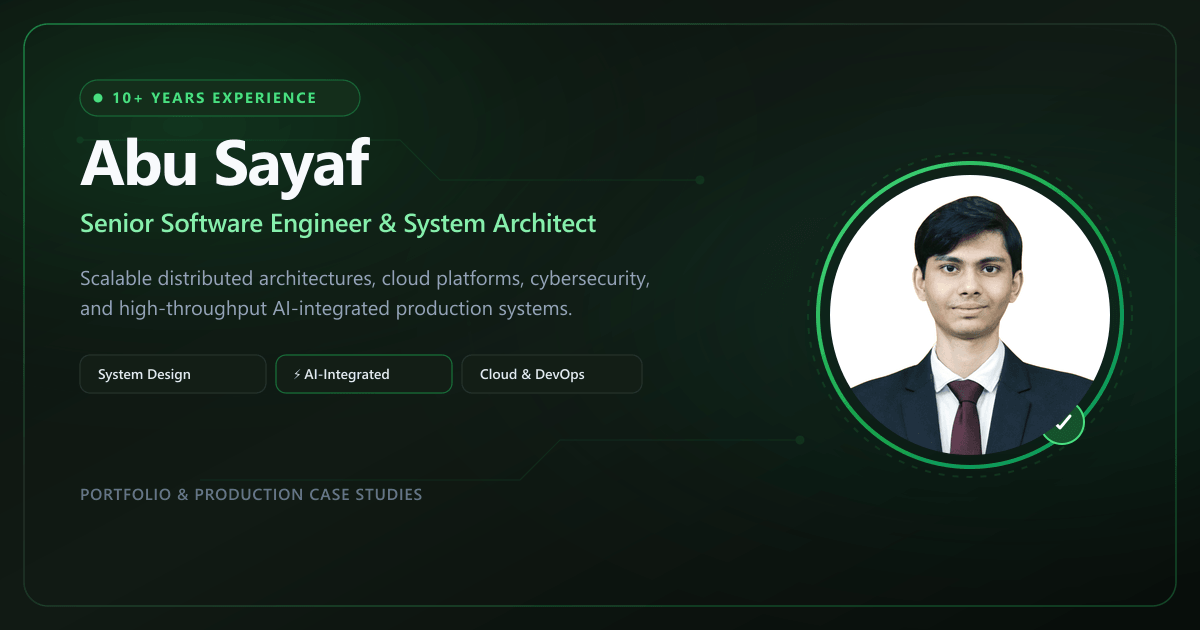 10+ YEARS EXPERIENCE
Abu Sayaf
Senior Software Engineer & System Architect
Scalable distributed architectures, cloud platforms, cybersecurity,
and high-throughput AI-integrated production systems.
System Design
⚡ AI-Integrated
Cloud & DevOps
PORTFOLIO & PRODUCTION CASE STUDIES